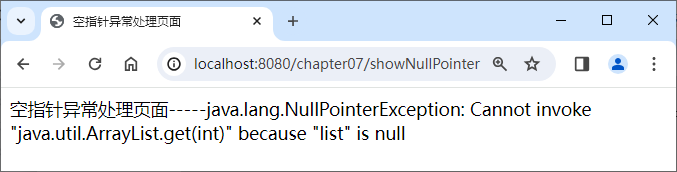 空指针异常处理页面
localhost:8080/chapter07/showNullPointer
空指针异常处理页面-----java.lang.NullPointerException: Cannot invoke
"java.util.ArrayList.get(int)" because "list" is null